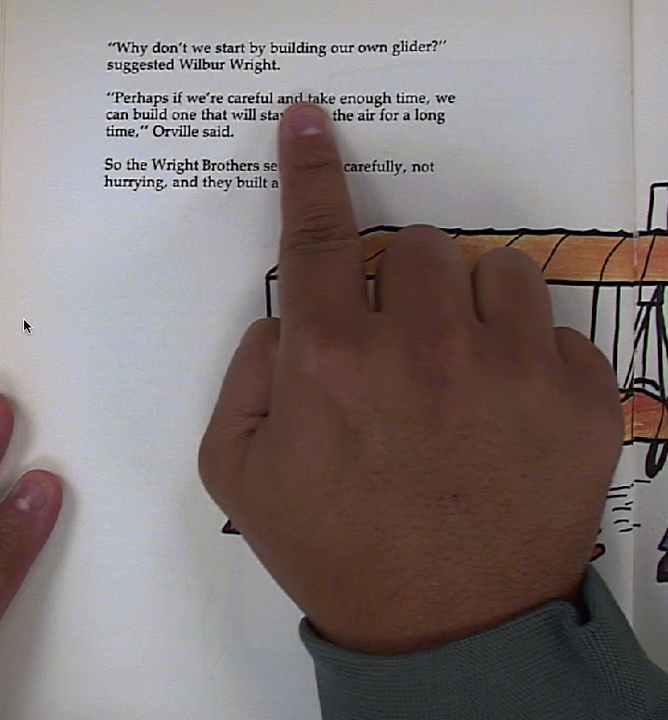 “Why don’t we start by building our own glider?”
suggested Wilbur Wright.
“Perhaps if we’re careful and take enough time, we
can build one that will the air for a long
time,” Orville said.
So the Wright Brothers carefully, not
hurrying, and they built a